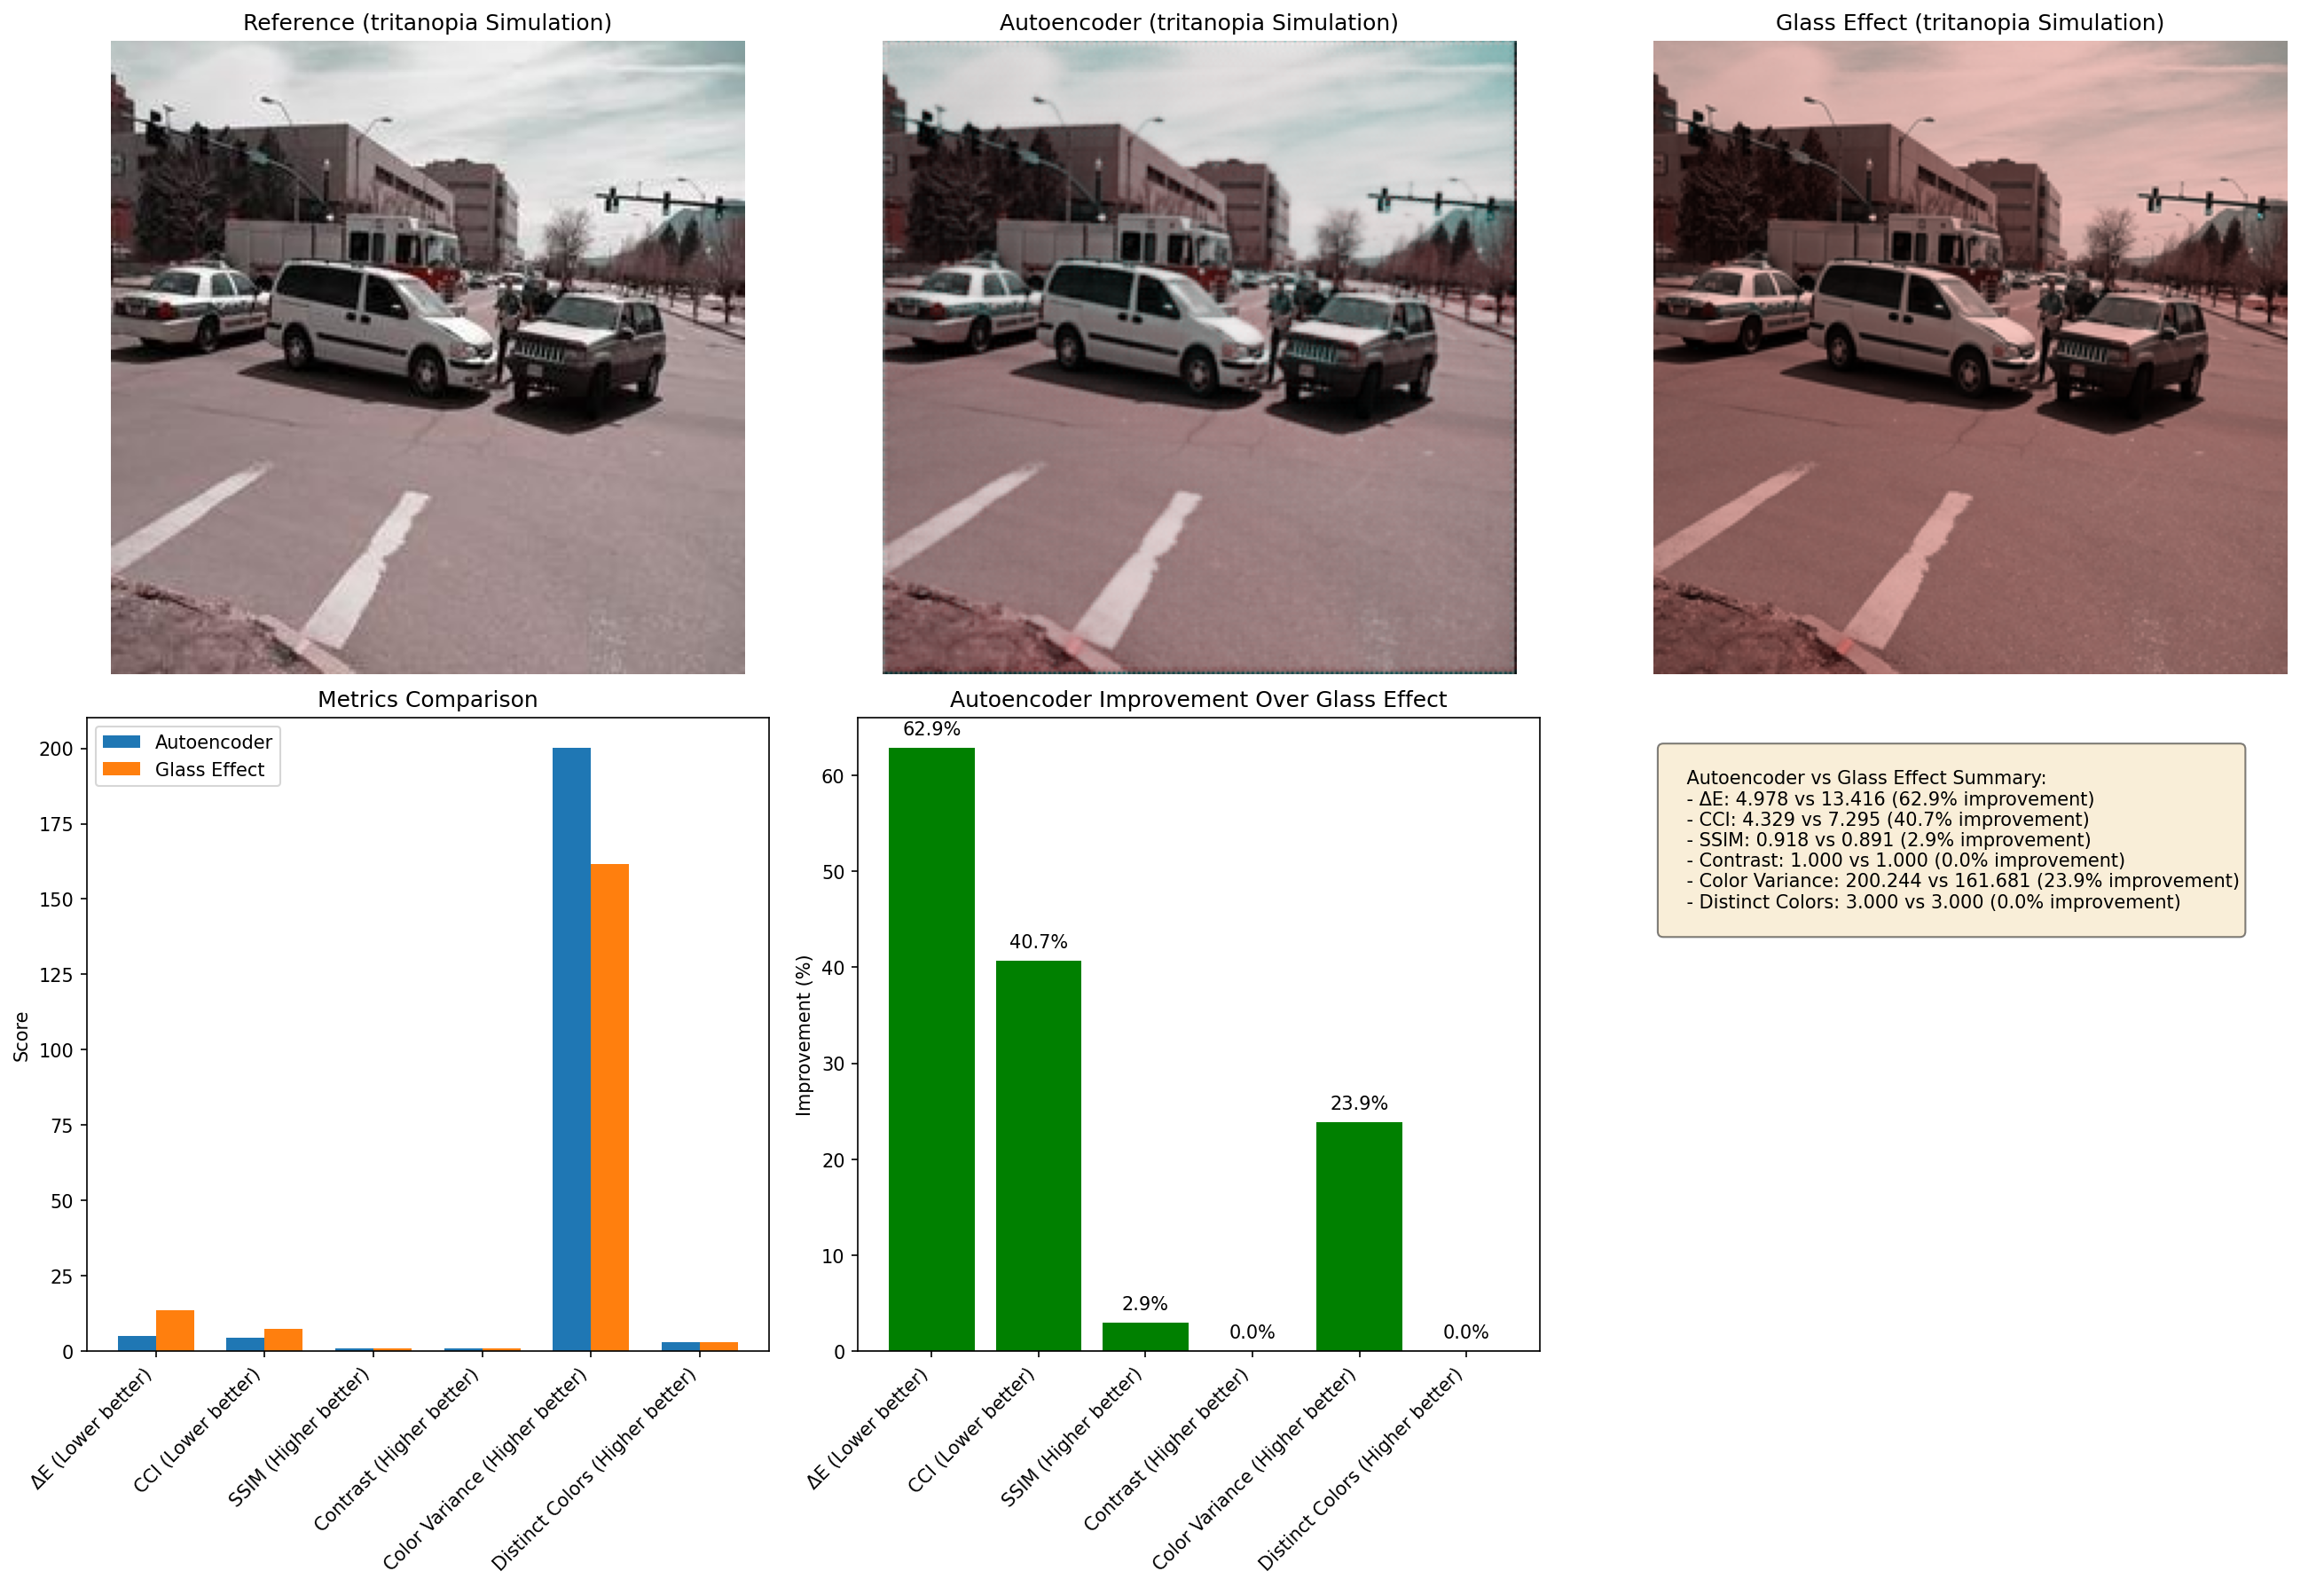 Reference (tritanopia Simulation)
Autoencoder (tritanopia Simulation)
Glass Effect (tritanopia Simulation)
Metrics Comparison
Autoencoder
Glass Effect
Score
200
175
150
125
100
75
50
25
0
ΔE (Lower better)
CCI (Lower better)
SSIM (Higher better)
Contrast (Higher better)
Color Variance (Higher better)
Distinct Colors (Higher better)
Autoencoder Improvement Over Glass Effect
Improvement (%)
60
50
40
30
20
10
0
62.9%
40.7%
2.9%
0.0%
23.9%
0.0%
ΔE (Lower better)
CCI (Lower better)
SSIM (Higher better)
Contrast (Higher better)
Color Variance (Higher better)
Distinct Colors (Higher better)
Autoencoder vs Glass Effect Summary:
- ΔE: 4.978 vs 13.416 (62.9% improvement)
- CCI: 4.329 vs 7.295 (40.7% improvement)
- SSIM: 0.918 vs 0.891 (2.9% improvement)
- Contrast: 1.000 vs 1.000 (0.0% improvement)
- Color Variance: 200.244 vs 161.681 (23.9% improvement)
- Distinct Colors: 3.000 vs 3.000 (0.0% improvement)